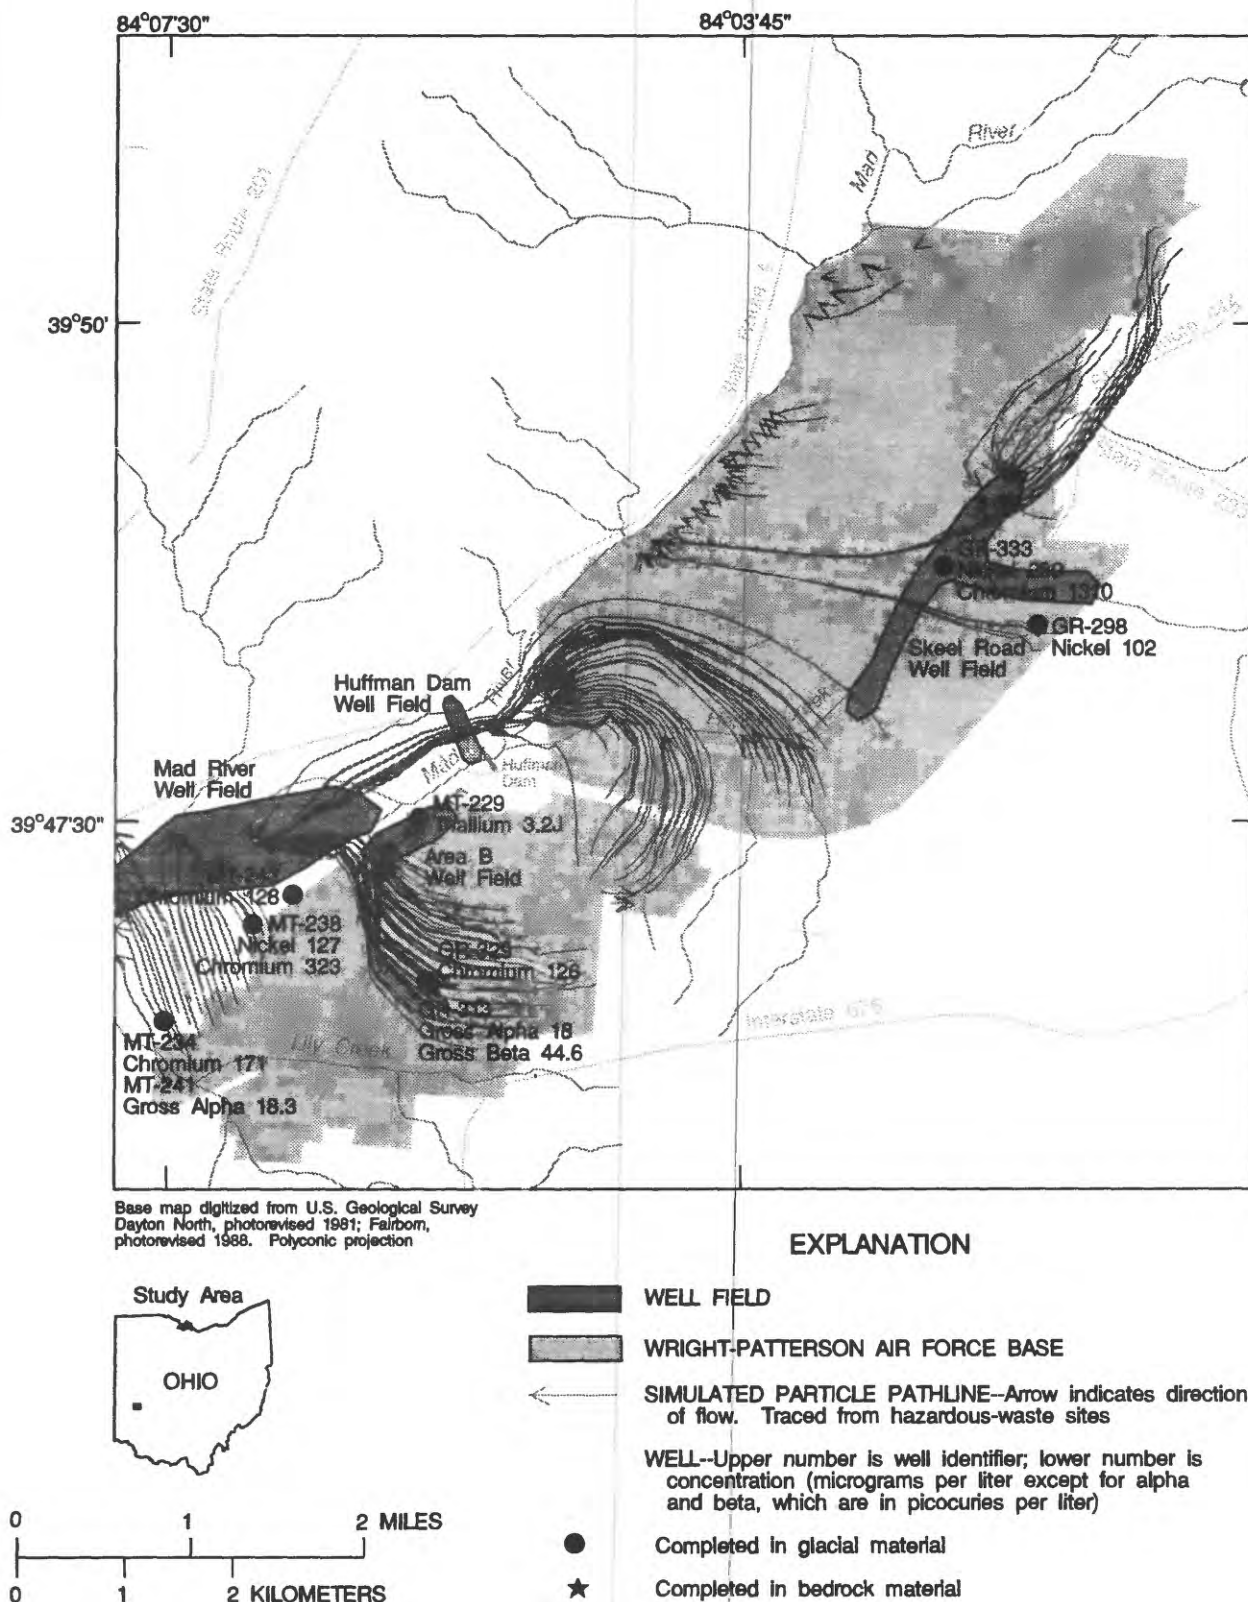 84°07'30"
84°03'45"
River
Mad
State Route 201
State Route 4
39°50'
State Route 444
GR-333
Nickel
Chromium 1310
GR-298
Nickel 102
Skeel Road
Well Field
Huffman Dam
Well Field
River
Mad
Huffman
Dam
Mad River
Well Field
39°47'30"
MT-229
Thallium 3.2J
Area B
Well Field
Chromium 128
MT-238
Nickel 127
Chromium 323
Chromium 126
Gross Alpha 18
Gross Beta 44.6
Interstate 675
Lily Creek
MT-234
Chromium 171
MT-241
Gross Alpha 18.3
Base map digitized from U.S. Geological Survey
Dayton North, photorevised 1981; Fairborn,
photorevised 1988. Polyconic projection
EXPLANATION
Study Area
OHIO
WELL FIELD
WRIGHT-PATTERSON AIR FORCE BASE
SIMULATED PARTICLE PATHLINE--Arrow indicates direction
of flow. Traced from hazardous-waste sites
WELL--Upper number is well identifier; lower number is
concentration (micrograms per liter except for alpha
and beta, which are in picocuries per liter)
Completed in glacial material
Completed in bedrock material
0 1 2 MILES
0 1 2 KILOMETERS